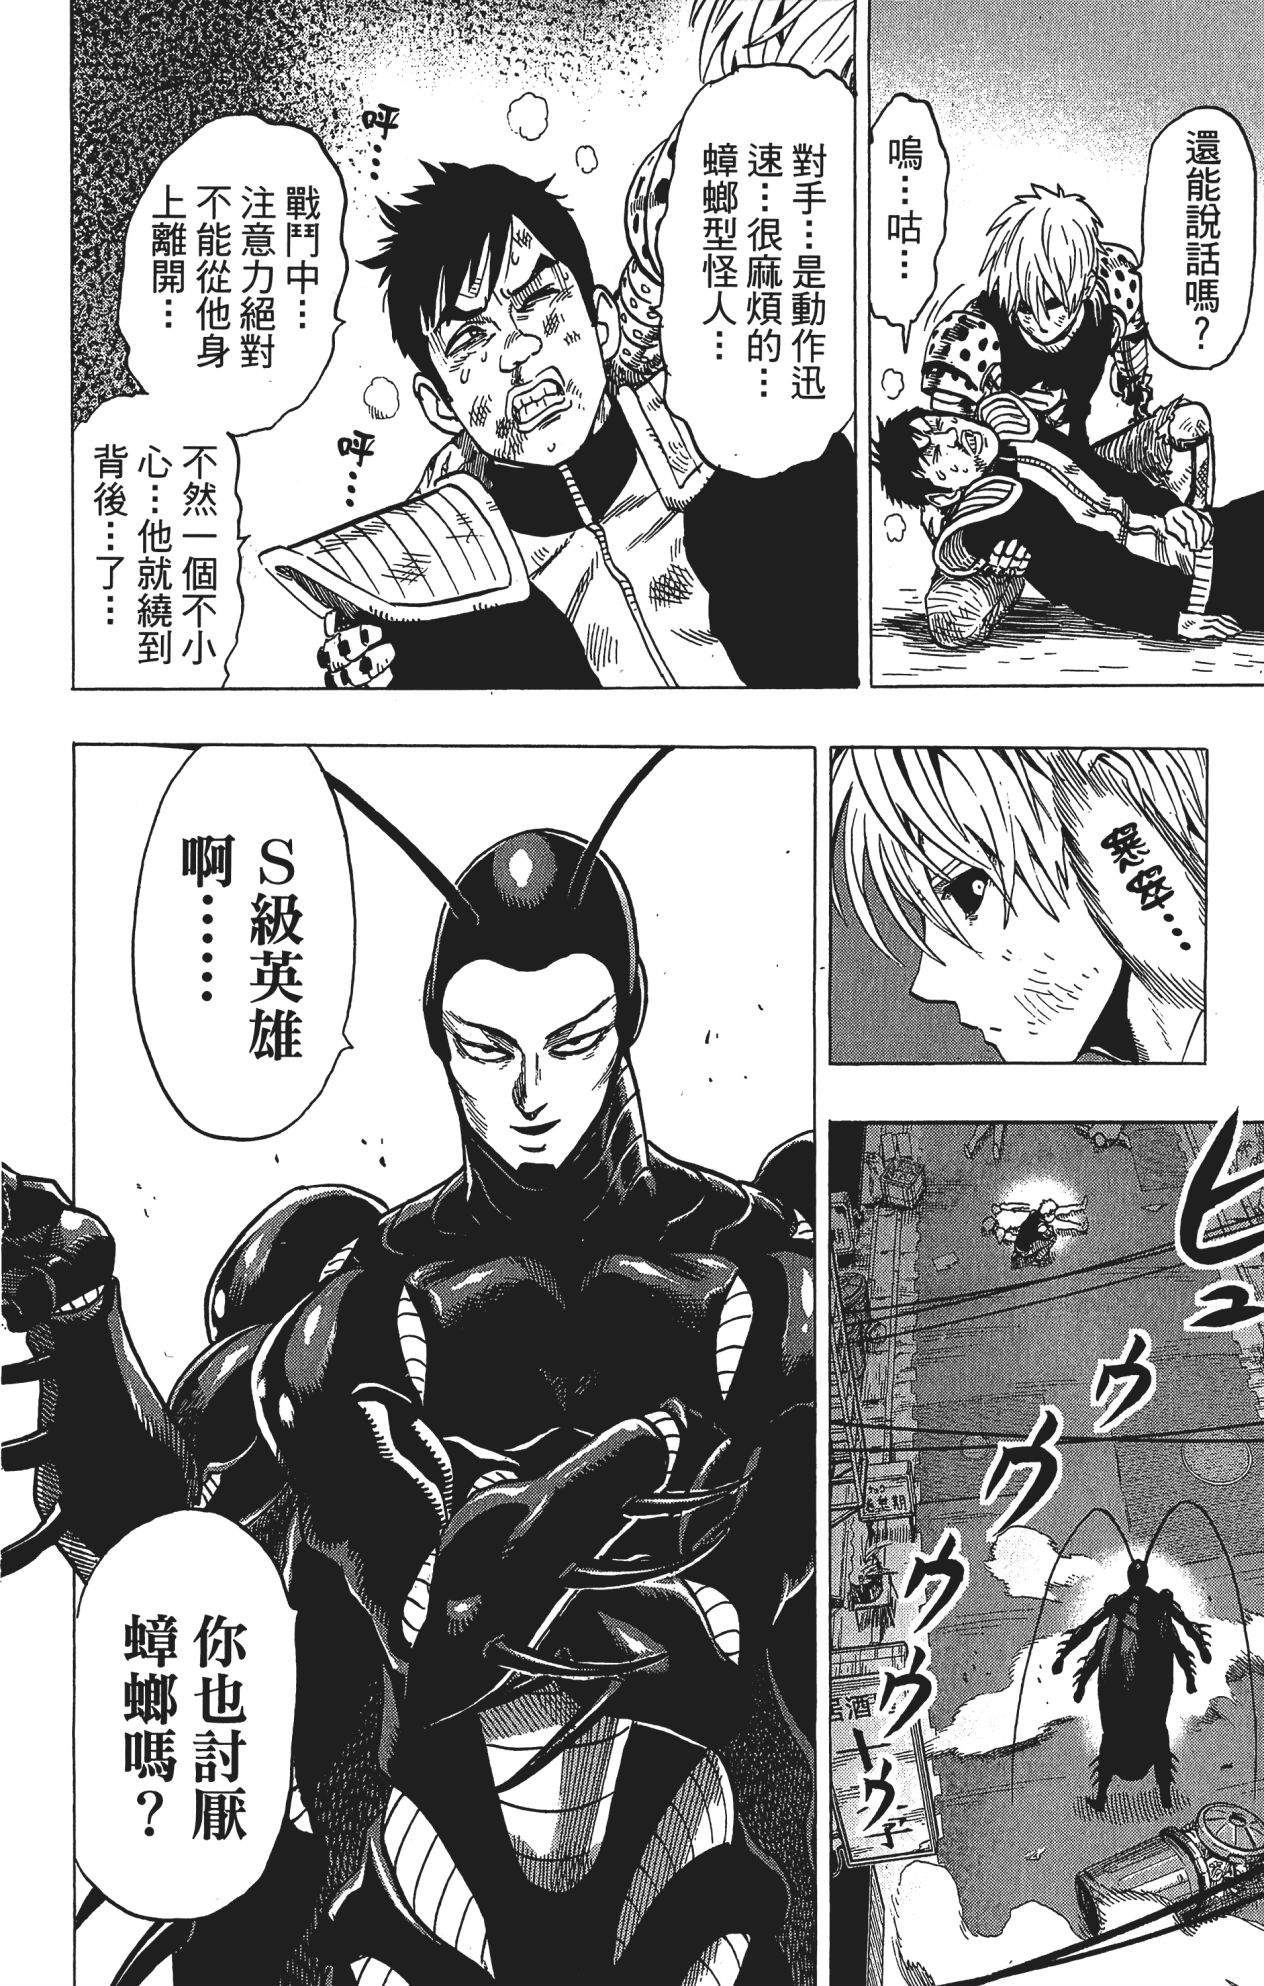 還能說話嗎?
嗚…咕…
對手…是動作迅
速…很麻煩的…
蟑螂型怪人…
呼……
戰鬥中…
注意力絕對
不能從他身
上離開…
呼……
不然一個不小
心…他就繞到
背後…了…
窸窣…
ヒュ
ウウウウーウ
居酒
S級英雄
啊……
你也討厭
蟑螂嗎?